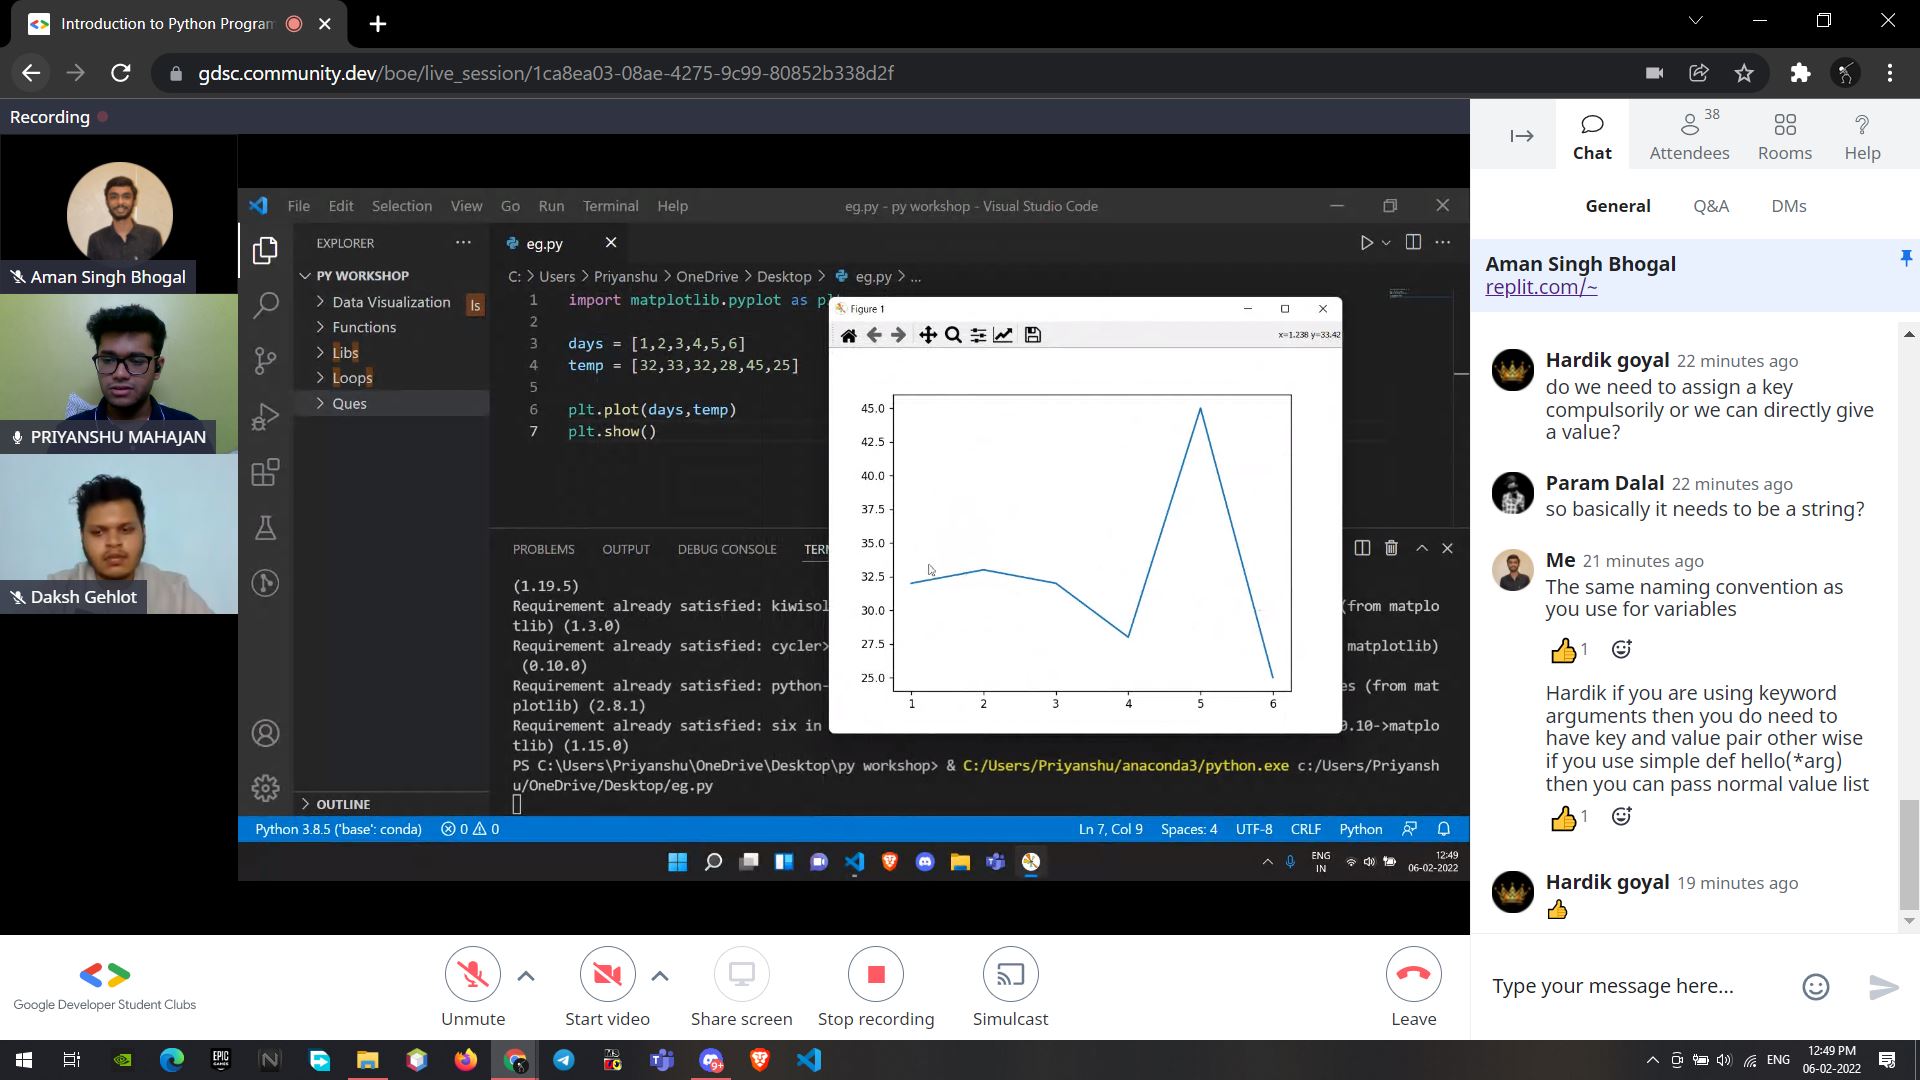 Introduction to Python Program
gdsc.community.dev/boe/live_session/1ca8ea03-08ae-4275-9c99-80852b338d2f
Recording
Aman Singh Bhogal
PRIYANSHU MAHAJAN
Daksh Gehlot
File Edit Selection View Go Run Terminal Help
eg.py - py workshop - Visual Studio Code
EXPLORER
PY WORKSHOP
Data Visualization
ls
Functions
Libs
Loops
Ques
OUTLINE
eg.py
C: > Users > Priyanshu > OneDrive > Desktop > eg.py > ...
1 import matplotlib.pyplot as pl
2
3 days = [1,2,3,4,5,6]
4 temp = [32,33,32,28,45,25]
5
6 plt.plot(days,temp)
7 plt.show()
Figure 1
x=1.238 y=33.42
45.0
42.5
40.0
37.5
35.0
32.5
30.0
27.5
25.0
1 2 3 4 5 6
PROBLEMS OUTPUT DEBUG CONSOLE TER
(1.19.5)
Requirement already satisfied: kiwisol (from matplo
tlib) (1.3.0)
Requirement already satisfied: cycler> matplotlib)
(0.10.0)
Requirement already satisfied: python- es (from mat
plotlib) (2.8.1)
Requirement already satisfied: six in 0.10->matplo
tlib) (1.15.0)
PS C:\Users\Priyanshu\OneDrive\Desktop\py workshop> & C:/Users/Priyanshu/anaconda3/python.exe c:/Users/Priyansh
u/OneDrive/Desktop/eg.py
Python 3.8.5 ('base': conda) 0 0 Ln 7, Col 9 Spaces: 4 UTF-8 CRLF Python
ENG
IN
12:49
06-02-2022
Chat
38
Attendees
Rooms
Help
General Q&A DMs
Aman Singh Bhogal
replit.com/~
Hardik goyal 22 minutes ago
do we need to assign a key
compulsorily or we can directly give
a value?
Param Dalal 22 minutes ago
so basically it needs to be a string?
Me 21 minutes ago
The same naming convention as
you use for variables
1
Hardik if you are using keyword
arguments then you do need to
have key and value pair other wise
if you use simple def hello(*arg)
then you can pass normal value list
1
Hardik goyal 19 minutes ago
Type your message here...
Google Developer Student Clubs
Unmute
Start video
Share screen
Stop recording
Simulcast
Leave
EPIC
GAMES
9+
ENG
12:49 PM
06-02-2022